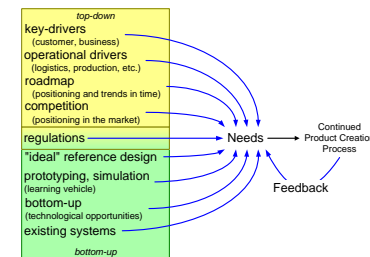 top-down
key-drivers
(customer, business)
operational drivers
(logistics, production, etc.)
roadmap
(positioning and trends in time)
competition
(positioning in the market)
regulations
"ideal" reference design
prototyping, simulation
(learning vehicle)
bottom-up
(technological opportunities)
existing systems
bottom-up
Needs
Continued
Product Creation
Process
Feedback